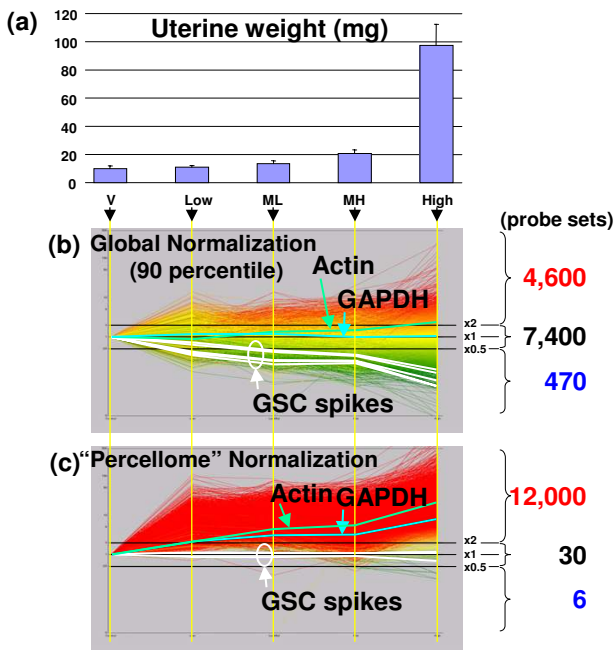 (a)
Uterine weight (mg)
120
100
80
60
40
20
0
V Low ML MH High
(probe sets)
(b)
Global Normalization
(90 percentile)
Actin
GAPDH
GSC spikes
x2
x1
x0.5
4,600
7,400
470
(c) “Percellome” Normalization
Actin GAPDH
GSC spikes
x2
x1
x0.5
12,000
30
6